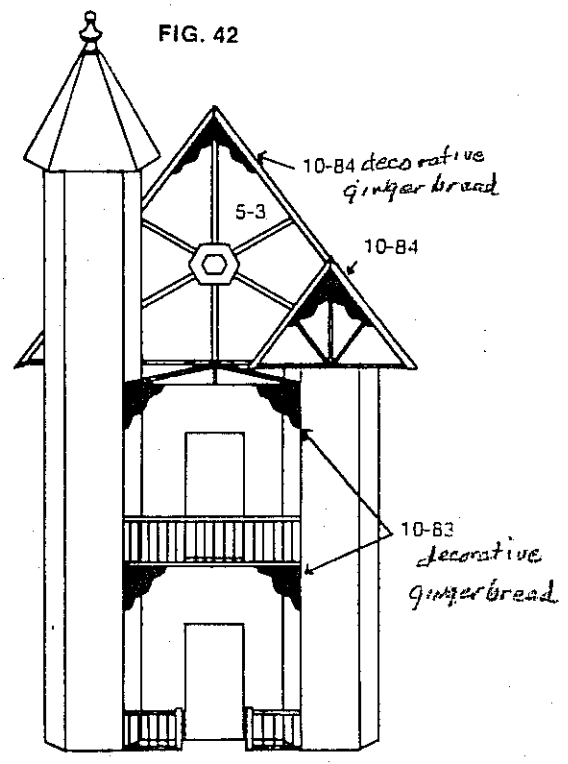 FIG. 42
10-84 decorative
gingerbread
5-3
10-84
10-83
decorative
gingerbread